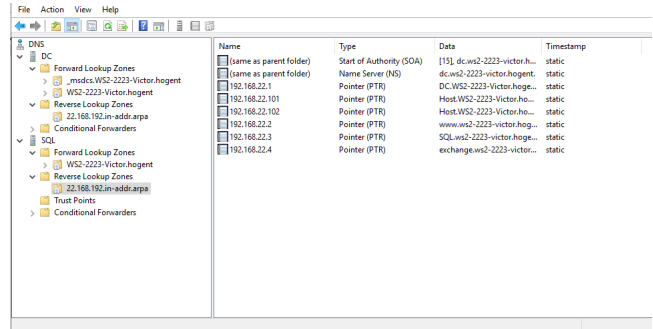 File Action View Help
DNS
DC
Forward Lookup Zones
_msdcs.WS2-2223-Victor.hogent
WS2-2223-Victor.hogent
Reverse Lookup Zones
22.168.192.in-addr.arpa
Conditional Forwarders
SQL
Forward Lookup Zones
WS2-2223-Victor.hogent
Reverse Lookup Zones
22.168.192.in-addr.arpa
Trust Points
Conditional Forwarders
Name Type Data Timestamp
(same as parent folder) Start of Authority (SOA) [15], dc.ws2-2223-victor.h... static
(same as parent folder) Name Server (NS) dc.ws2-2223-victor.hogent. static
192.168.22.1 Pointer (PTR) DC.WS2-2223-Victor.hoge... static
192.168.22.101 Pointer (PTR) Host.WS2-2223-Victor.ho... static
192.168.22.102 Pointer (PTR) Host.WS2-2223-Victor.ho... static
192.168.22.2 Pointer (PTR) www.ws2-2223-victor.hog... static
192.168.22.3 Pointer (PTR) SQL.ws2-2223-victor.hoge... static
192.168.22.4 Pointer (PTR) exchange.ws2-2223-victor... static